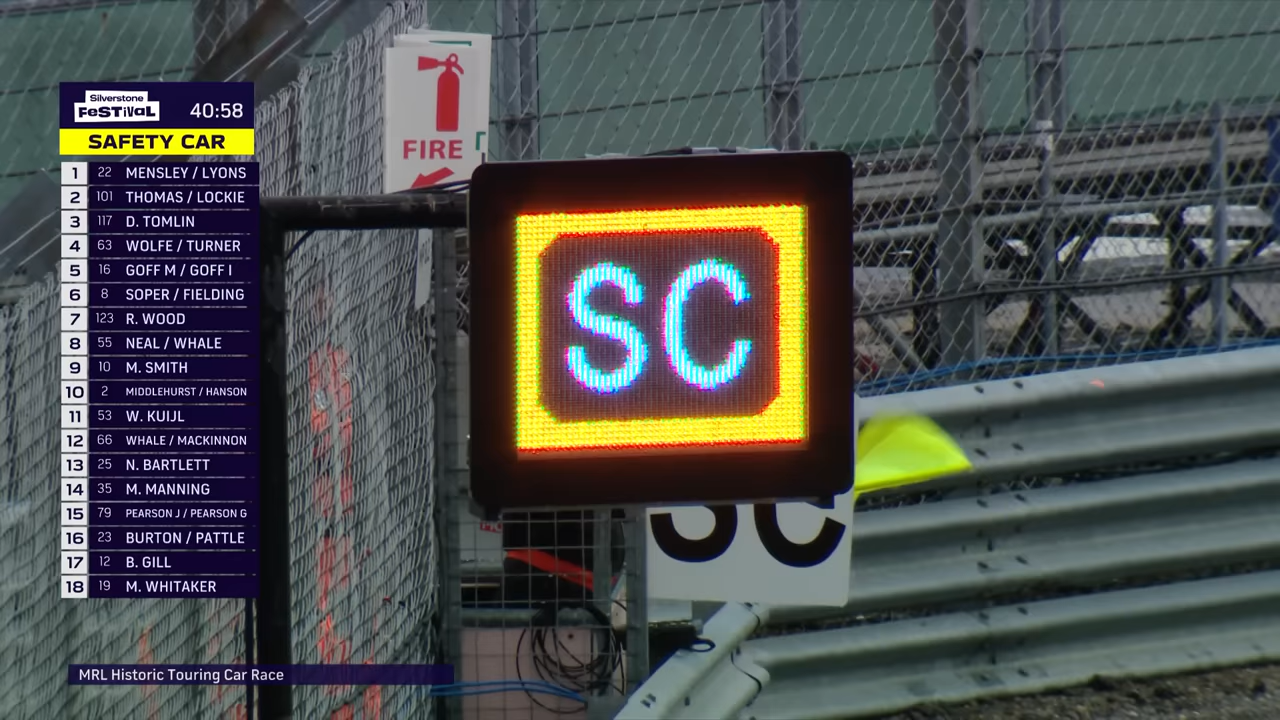 Silverstone
FeSTiVaL
40:58
SAFETY CAR
1 22 MENSLEY / LYONS
2 101 THOMAS / LOCKIE
3 117 D. TOMLIN
4 63 WOLFE / TURNER
5 16 GOFF M / GOFF I
6 8 SOPER / FIELDING
7 123 R. WOOD
8 55 NEAL / WHALE
9 10 M. SMITH
10 2 MIDDLEHURST / HANSON
11 53 W. KUIJL
12 66 WHALE / MACKINNON
13 25 N. BARTLETT
14 35 M. MANNING
15 79 PEARSON J / PEARSON G
16 23 BURTON / PATTLE
17 12 B. GILL
18 19 M. WHITAKER
FIRE
SC
SC
MRL Historic Touring Car Race